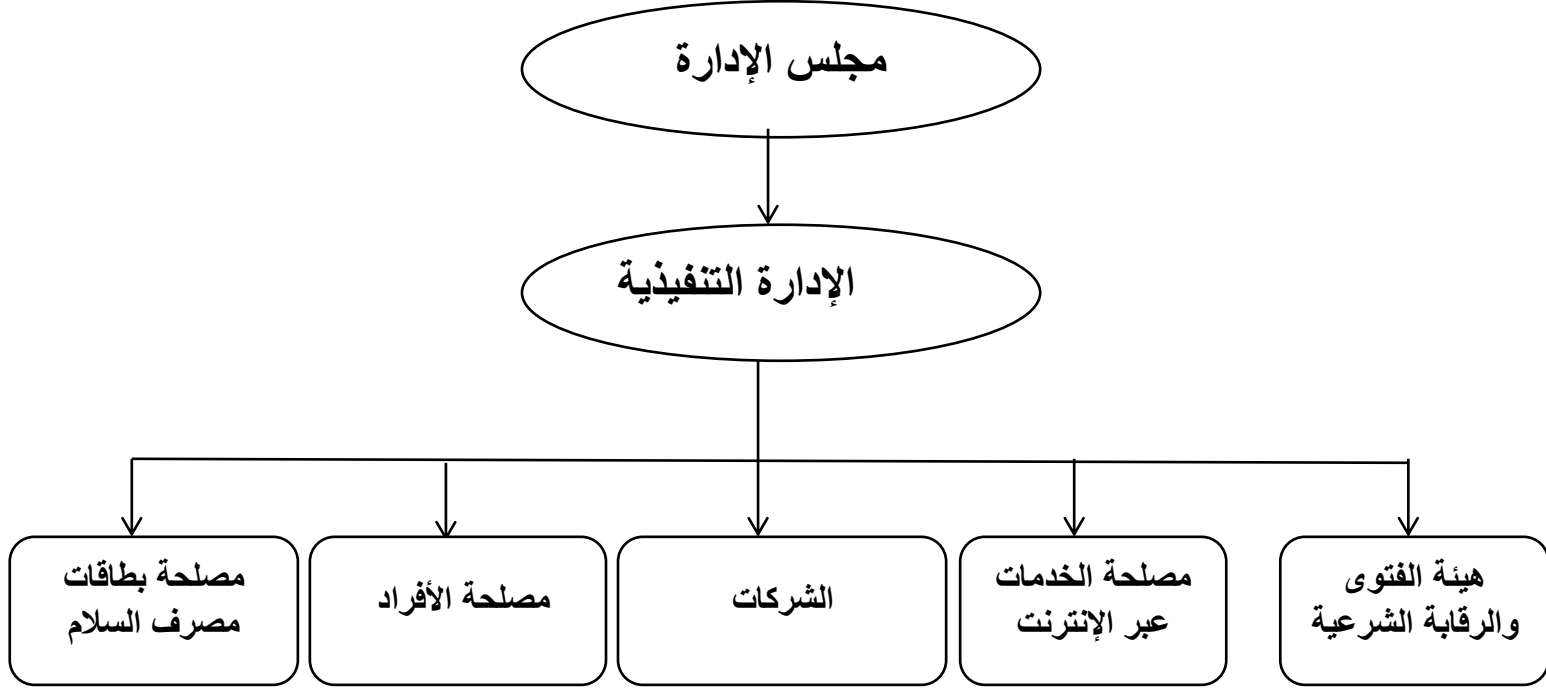 مجلس الإدارة
الإدارة التنفيذية
هيئة الفتوى
والرقابة الشرعية
مصلحة الخدمات
عبر الإنترنت
الشركات
مصلحة الأفراد
مصلحة بطاقات
مصرف السلام